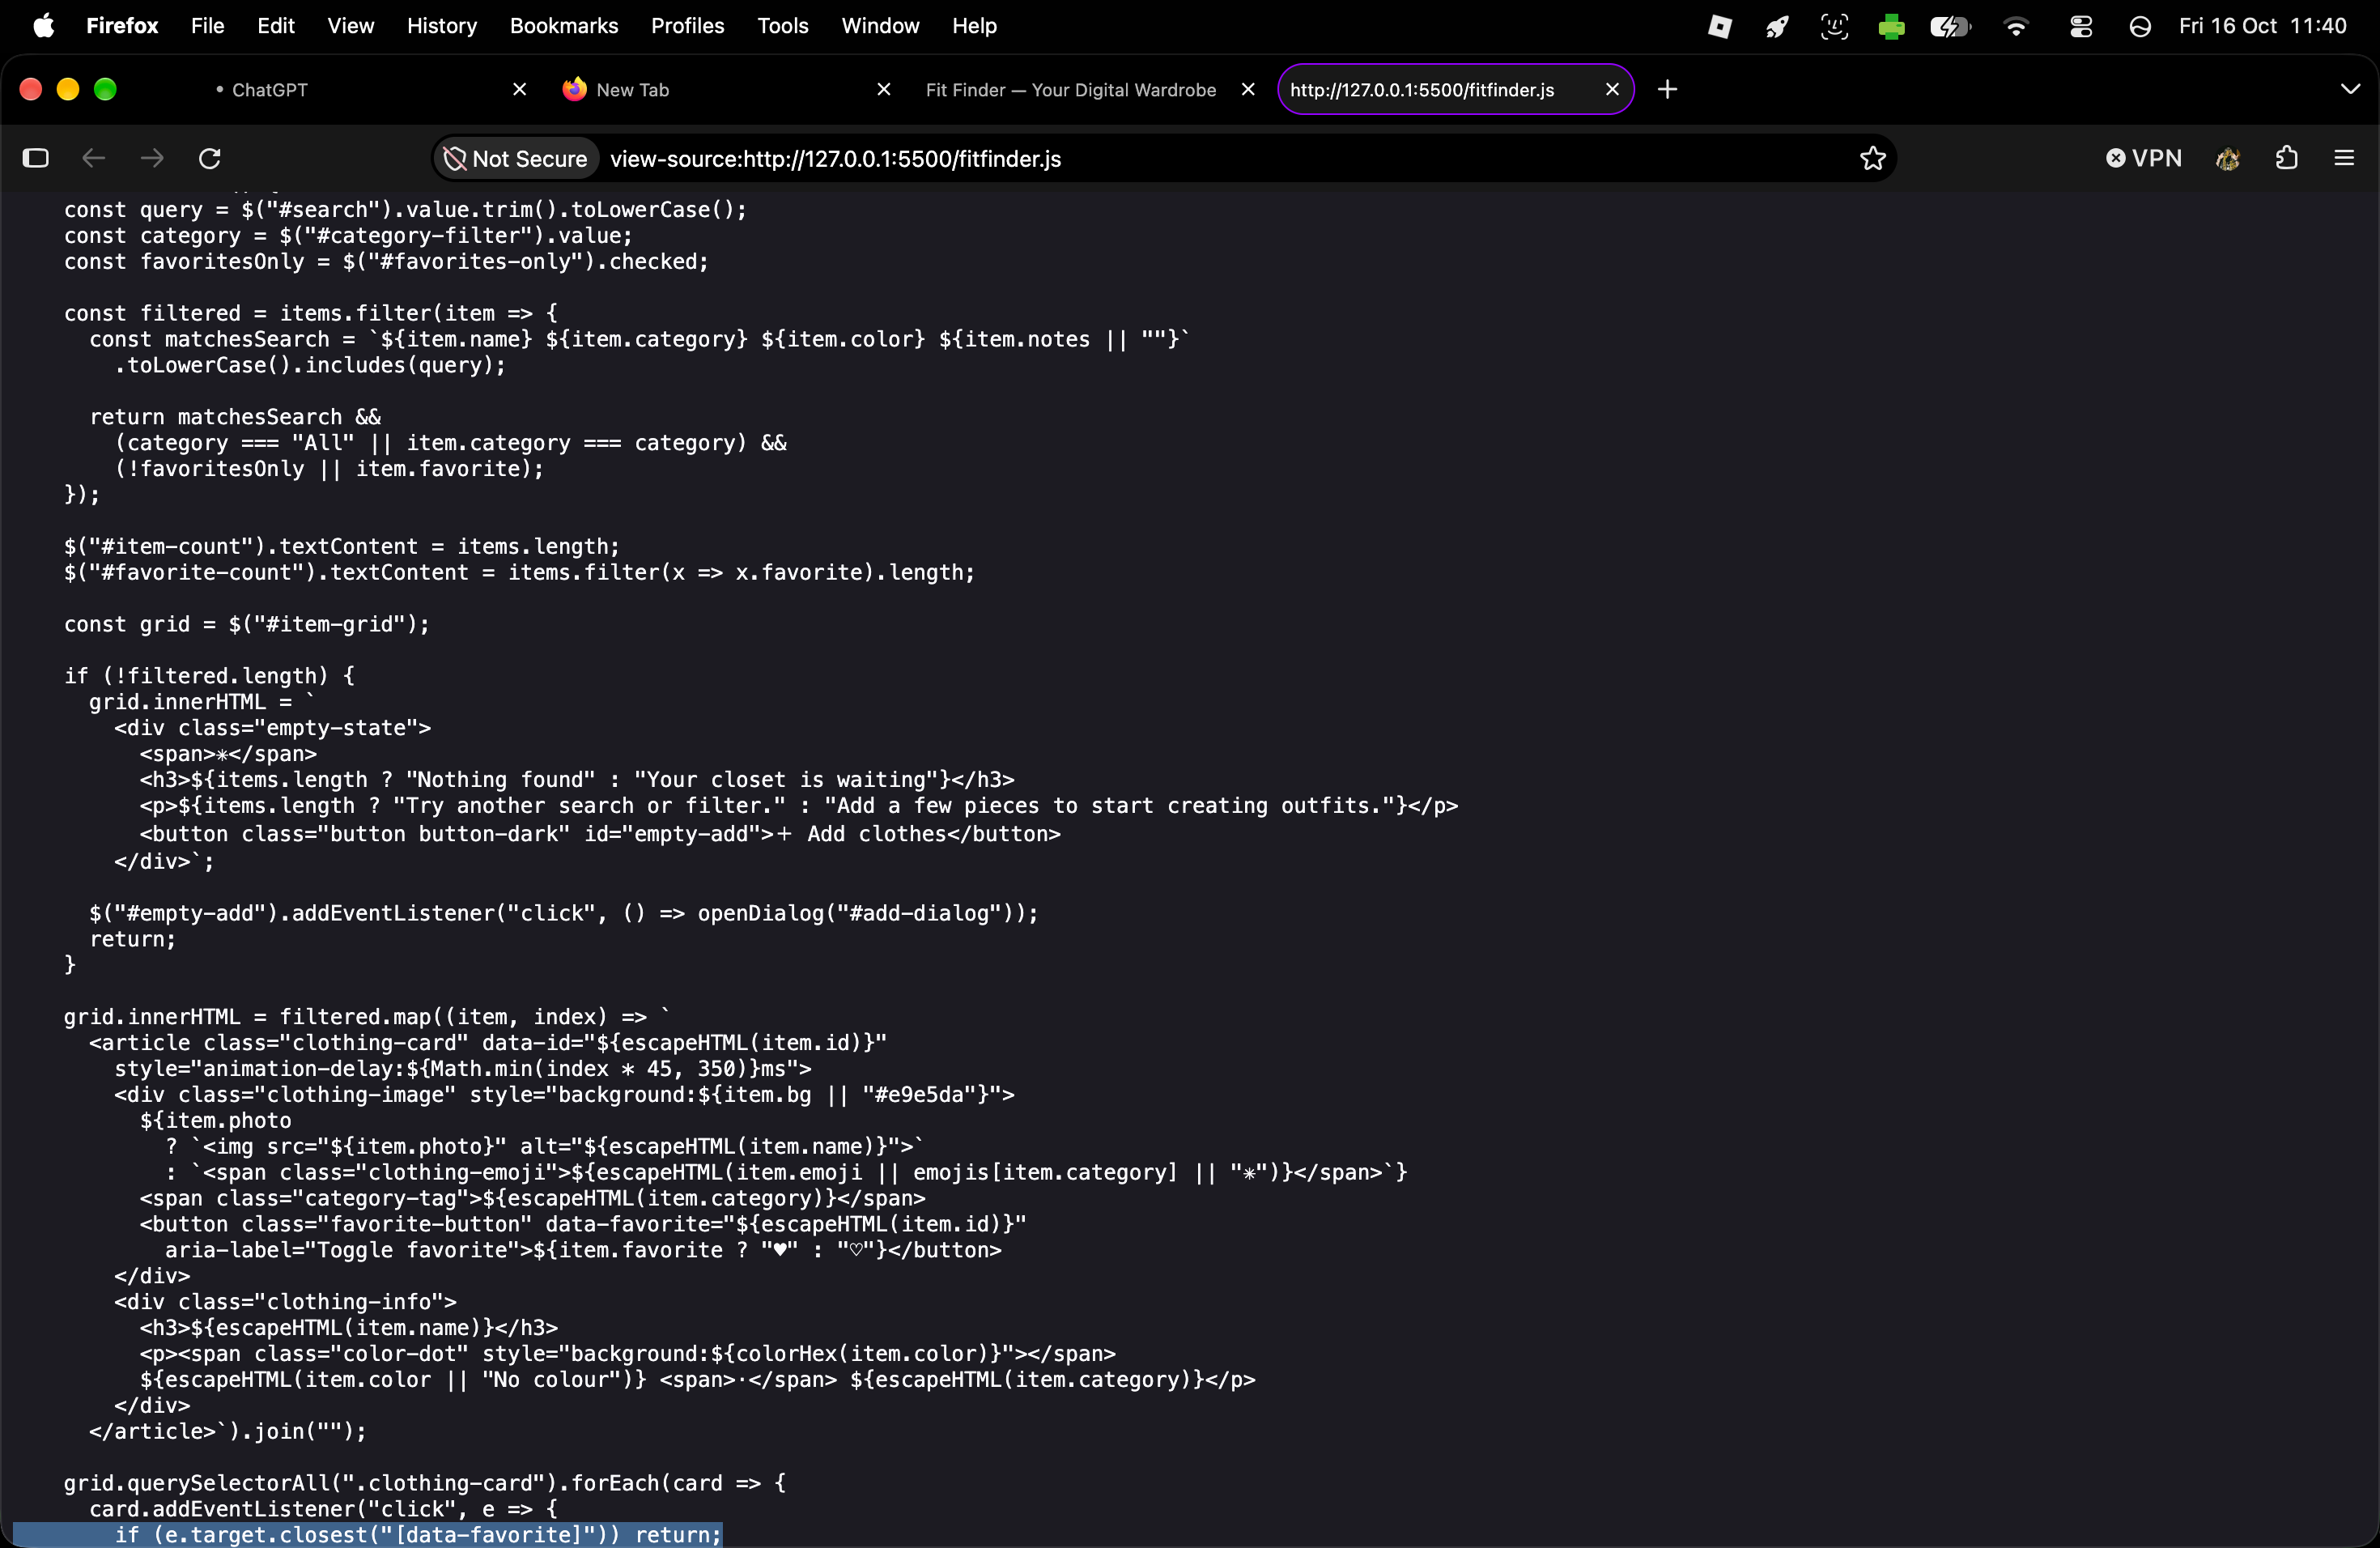 Firefox File Edit View History Bookmarks Profiles Tools Window Help Fri 16 Oct 11:40
ChatGPT New Tab Fit Finder — Your Digital Wardrobe http://127.0.0.1:5500/fitfinder.js
Not Secure view-source:http://127.0.0.1:5500/fitfinder.js VPN
const query = $("#search").value.trim().toLowerCase();
const category = $("#category-filter").value;
const favoritesOnly = $("#favorites-only").checked;
const filtered = items.filter(item => {
const matchesSearch = `${item.name} ${item.category} ${item.color} ${item.notes || ""}`
.toLowerCase().includes(query);
return matchesSearch &&
(category === "All" || item.category === category) &&
(!favoritesOnly || item.favorite);
});
$("#item-count").textContent = items.length;
$("#favorite-count").textContent = items.filter(x => x.favorite).length;
const grid = $("#item-grid");
if (!filtered.length) {
grid.innerHTML = `
<div class="empty-state">
<span>✳</span>
<h3>${items.length ? "Nothing found" : "Your closet is waiting"}</h3>
<p>${items.length ? "Try another search or filter." : "Add a few pieces to start creating outfits."}</p>
<button class="button button-dark" id="empty-add">＋ Add clothes</button>
</div>`;
$("#empty-add").addEventListener("click", () => openDialog("#add-dialog"));
return;
}
grid.innerHTML = filtered.map((item, index) => `
<article class="clothing-card" data-id="${escapeHTML(item.id)}"
style="animation-delay:${Math.min(index * 45, 350)}ms">
<div class="clothing-image" style="background:${item.bg || "#e9e5da"}">
${item.photo
? `<img src="${item.photo}" alt="${escapeHTML(item.name)}">`
: `<span class="clothing-emoji">${escapeHTML(item.emoji || emojis[item.category] || "✳")}</span>`}
<span class="category-tag">${escapeHTML(item.category)}</span>
<button class="favorite-button" data-favorite="${escapeHTML(item.id)}"
aria-label="Toggle favorite">${item.favorite ? "♥" : "♡"}</button>
</div>
<div class="clothing-info">
<h3>${escapeHTML(item.name)}</h3>
<p><span class="color-dot" style="background:${colorHex(item.color)}"></span>
${escapeHTML(item.color || "No colour")} <span>·</span> ${escapeHTML(item.category)}</p>
</div>
</article>`).join("");
grid.querySelectorAll(".clothing-card").forEach(card => {
card.addEventListener("click", e => {
if (e.target.closest("[data-favorite]")) return;